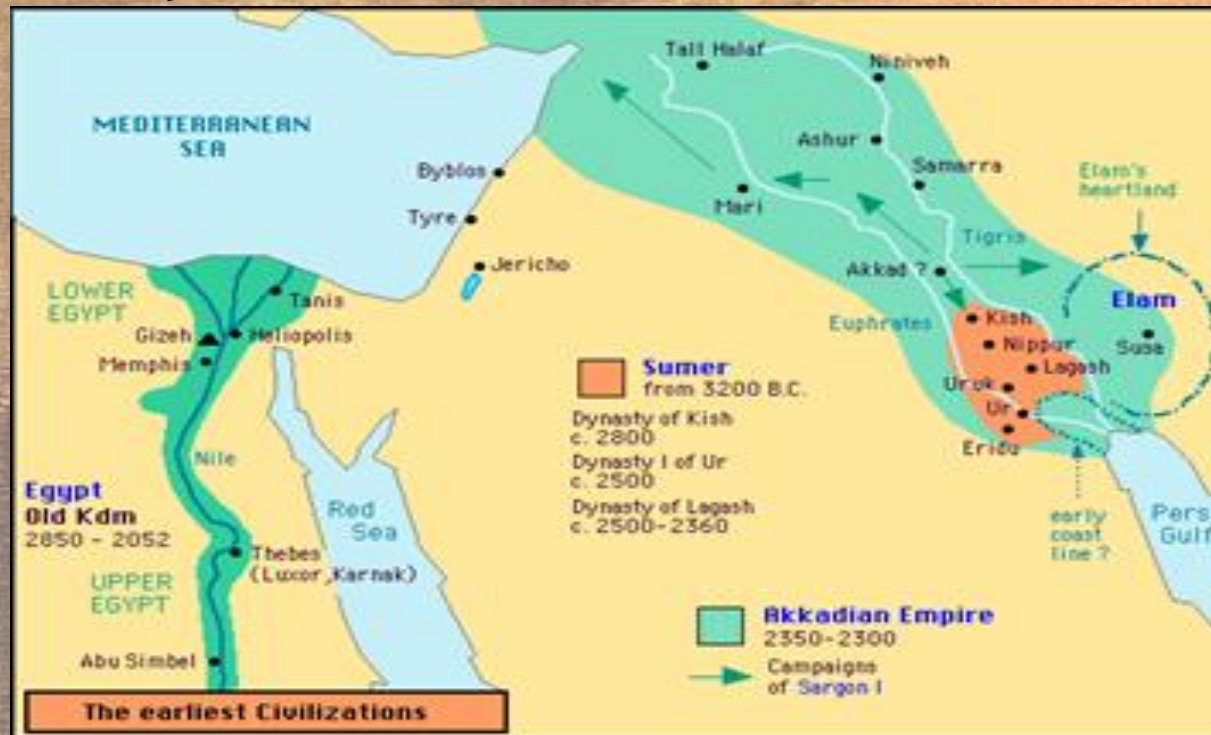 MEDITERRANEAN
SEA
Tall Halaf
Niniveh
Ashur
Samarra
Elam's
heartland
Byblos
Mari
Tyre
Tigris
Jericho
Akkad ?
LOWER
EGYPT
Tanis
Elam
Gizeh
Heliopolis
Euphrates
Kish
Memphis
Nippur
Susa
Sumer
from 3200 B.C.
Lagash
Uruk
Dynasty of Kish
c. 2800
Ur
Eridu
Dynasty I of Ur
c. 2500
Nile
Dynasty of Lagash
c. 2500-2360
Egypt
Old Kdm
2850 - 2052
Red
Sea
early
coast
line ?
Pers
Gulf
Thebes
(Luxor,Karnak)
UPPER
EGYPT
Akkadian Empire
2350-2300
Abu Simbel
Campaigns
of Sargon I
The earliest Civilizations